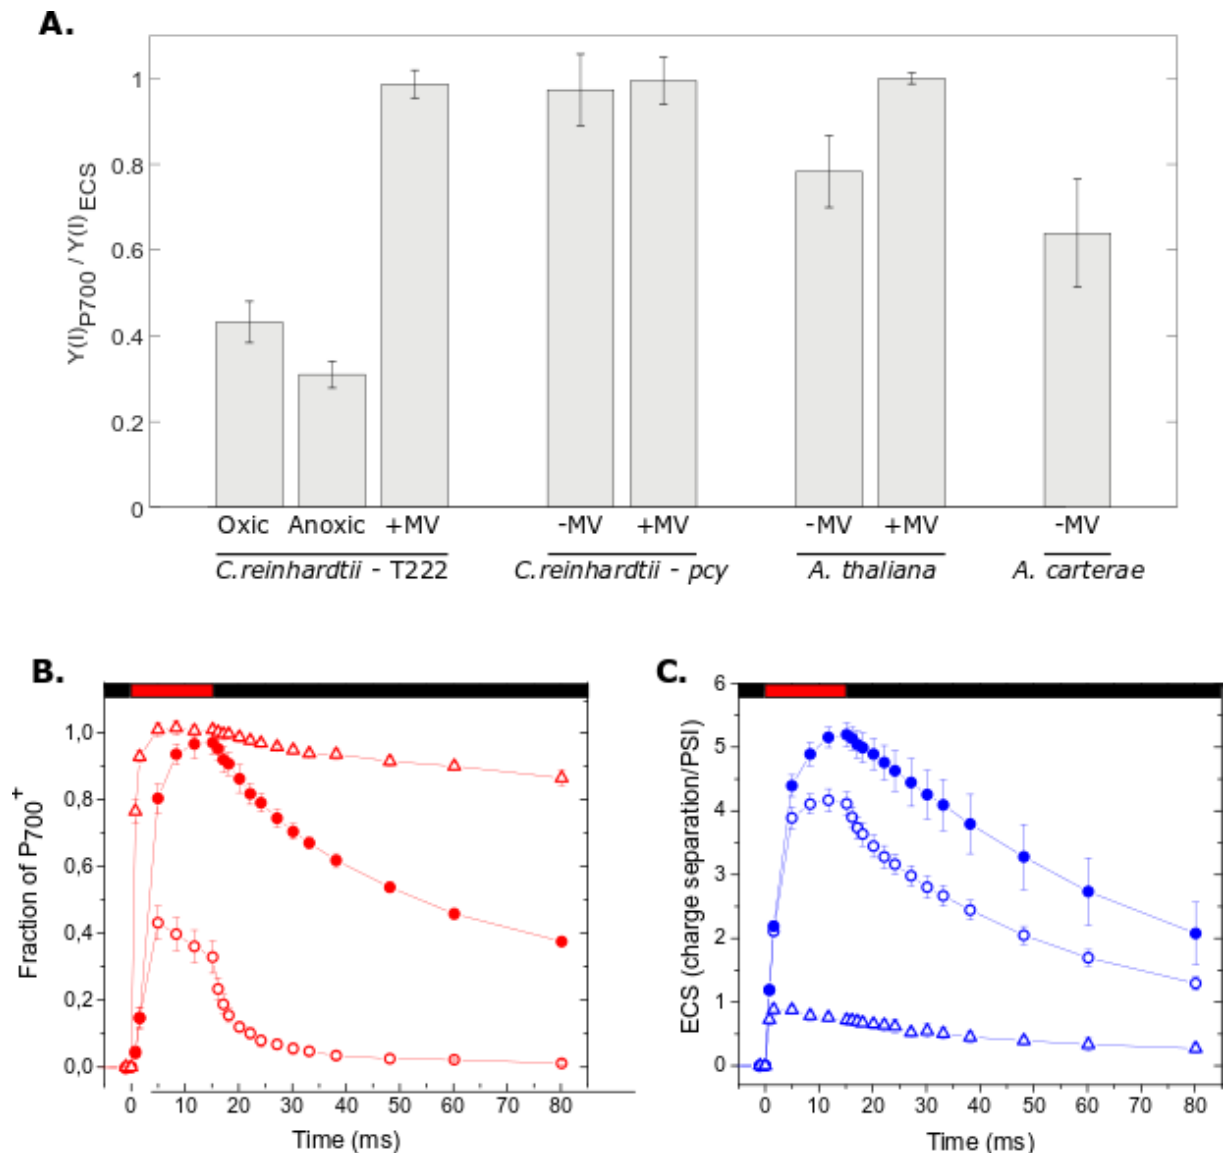 A.
Y(I)P700 / Y(I)ECS
1
0.8
0.6
0.4
0.2
0
Oxic Anoxic +MV -MV +MV -MV +MV -MV
C.reinhardtii - T222 C.reinhardtii - pcy A. thaliana A. carterae
B.
Fraction of P700+
1.0
0.8
0.6
0,4
0.2
0.0
0 10 20 30 40 50 60 70 80
Time (ms)
C.
ECS (charge separation/PSI)
6
5
4
3
2
1
0
0 10 20 30 40 50 60 70 80
Time (ms)